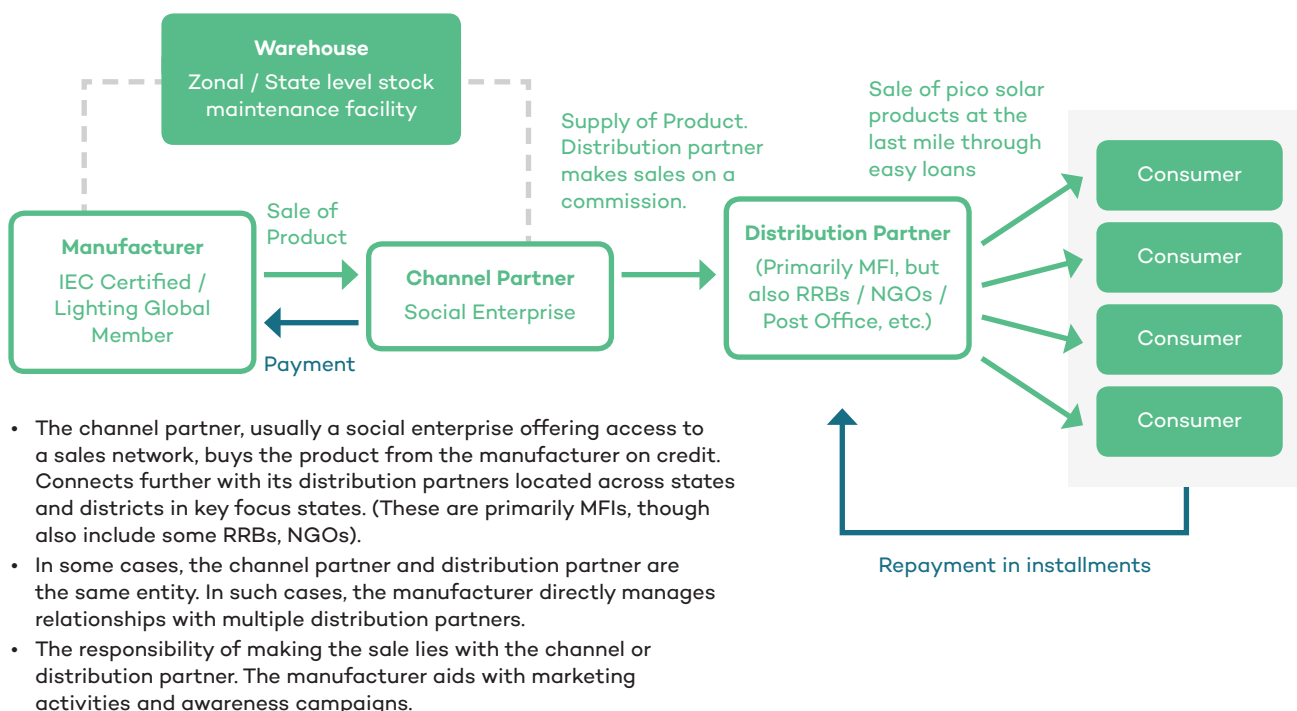 Warehouse
Zonal / State level stock
maintenance facility
Manufacturer
IEC Certified /
Lighting Global
Member
Sale of
Product
Payment
Channel Partner
Social Enterprise
Supply of Product.
Distribution partner
makes sales on a
commission.
Distribution Partner
(Primarily MFI, but
also RRBs / NGOs /
Post Office, etc.)
Sale of pico solar
products at the
last mile through
easy loans
Consumer
Consumer
Consumer
Consumer
Repayment in installments
• The channel partner, usually a social enterprise offering access to
a sales network, buys the product from the manufacturer on credit.
Connects further with its distribution partners located across states
and districts in key focus states. (These are primarily MFIs, though
also include some RRBs, NGOs).
• In some cases, the channel partner and distribution partner are
the same entity. In such cases, the manufacturer directly manages
relationships with multiple distribution partners.
• The responsibility of making the sale lies with the channel or
distribution partner. The manufacturer aids with marketing
activities and awareness campaigns.